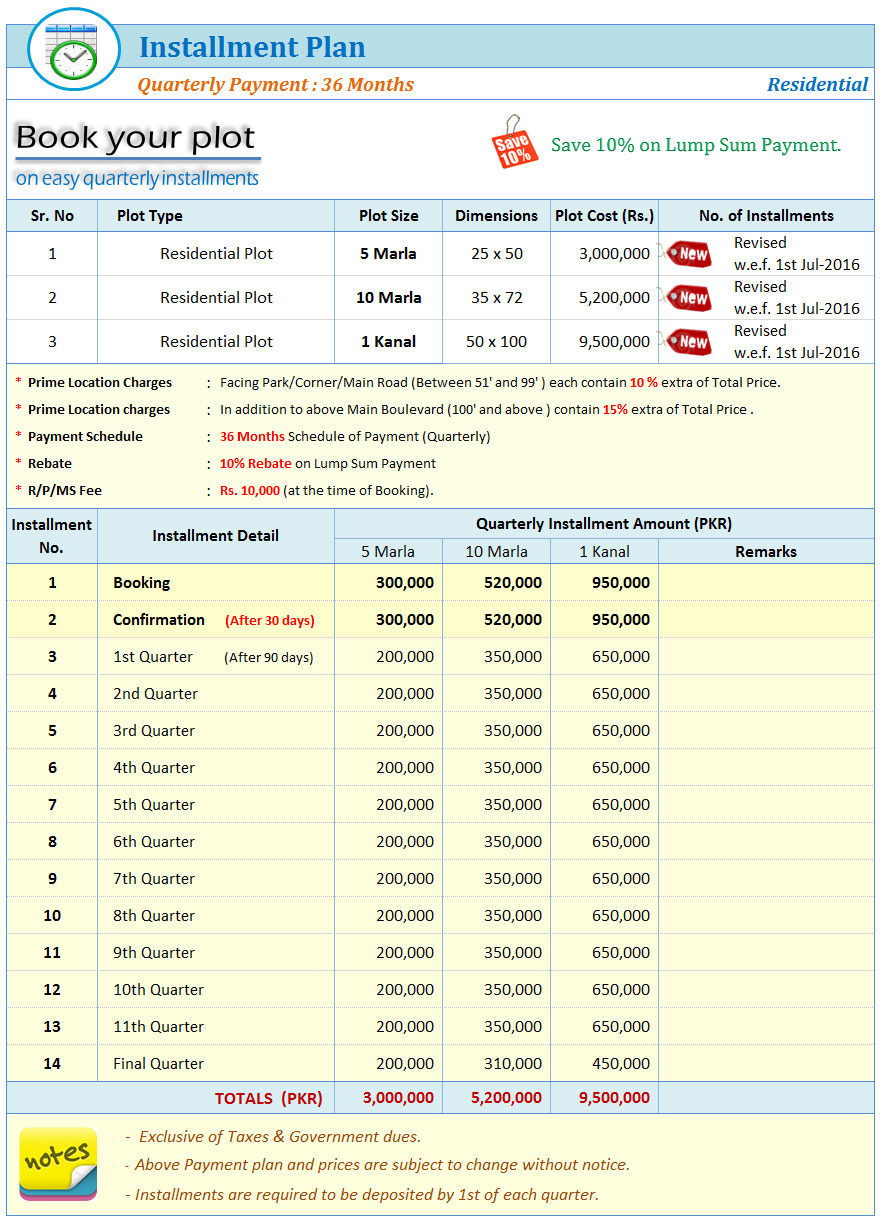 Installment Plan
Quarterly Payment : 36 Months Residential
Book your plot
on easy quarterly installments
Save 10%
Save 10% on Lump Sum Payment.
Sr. No Plot Type Plot Size Dimensions Plot Cost (Rs.) No. of Installments
1 Residential Plot 5 Marla 25 x 50 3,000,000 New Revised
w.e.f. 1st Jul-2016
2 Residential Plot 10 Marla 35 x 72 5,200,000 New Revised
w.e.f. 1st Jul-2016
3 Residential Plot 1 Kanal 50 x 100 9,500,000 New Revised
w.e.f. 1st Jul-2016
* Prime Location Charges : Facing Park/Corner/Main Road (Between 51' and 99' ) each contain 10 % extra of Total Price.
* Prime Location charges : In addition to above Main Boulevard (100' and above ) contain 15% extra of Total Price .
* Payment Schedule : 36 Months Schedule of Payment (Quarterly)
* Rebate : 10% Rebate on Lump Sum Payment
* R/P/MS Fee : Rs. 10,000 (at the time of Booking).
Installment No. Installment Detail Quarterly Installment Amount (PKR)
5 Marla 10 Marla 1 Kanal Remarks
1 Booking 300,000 520,000 950,000
2 Confirmation (After 30 days) 300,000 520,000 950,000
3 1st Quarter (After 90 days) 200,000 350,000 650,000
4 2nd Quarter 200,000 350,000 650,000
5 3rd Quarter 200,000 350,000 650,000
6 4th Quarter 200,000 350,000 650,000
7 5th Quarter 200,000 350,000 650,000
8 6th Quarter 200,000 350,000 650,000
9 7th Quarter 200,000 350,000 650,000
10 8th Quarter 200,000 350,000 650,000
11 9th Quarter 200,000 350,000 650,000
12 10th Quarter 200,000 350,000 650,000
13 11th Quarter 200,000 350,000 650,000
14 Final Quarter 200,000 310,000 450,000
TOTALS (PKR) 3,000,000 5,200,000 9,500,000
notes
- Exclusive of Taxes & Government dues.
- Above Payment plan and prices are subject to change without notice.
- Installments are required to be deposited by 1st of each quarter.